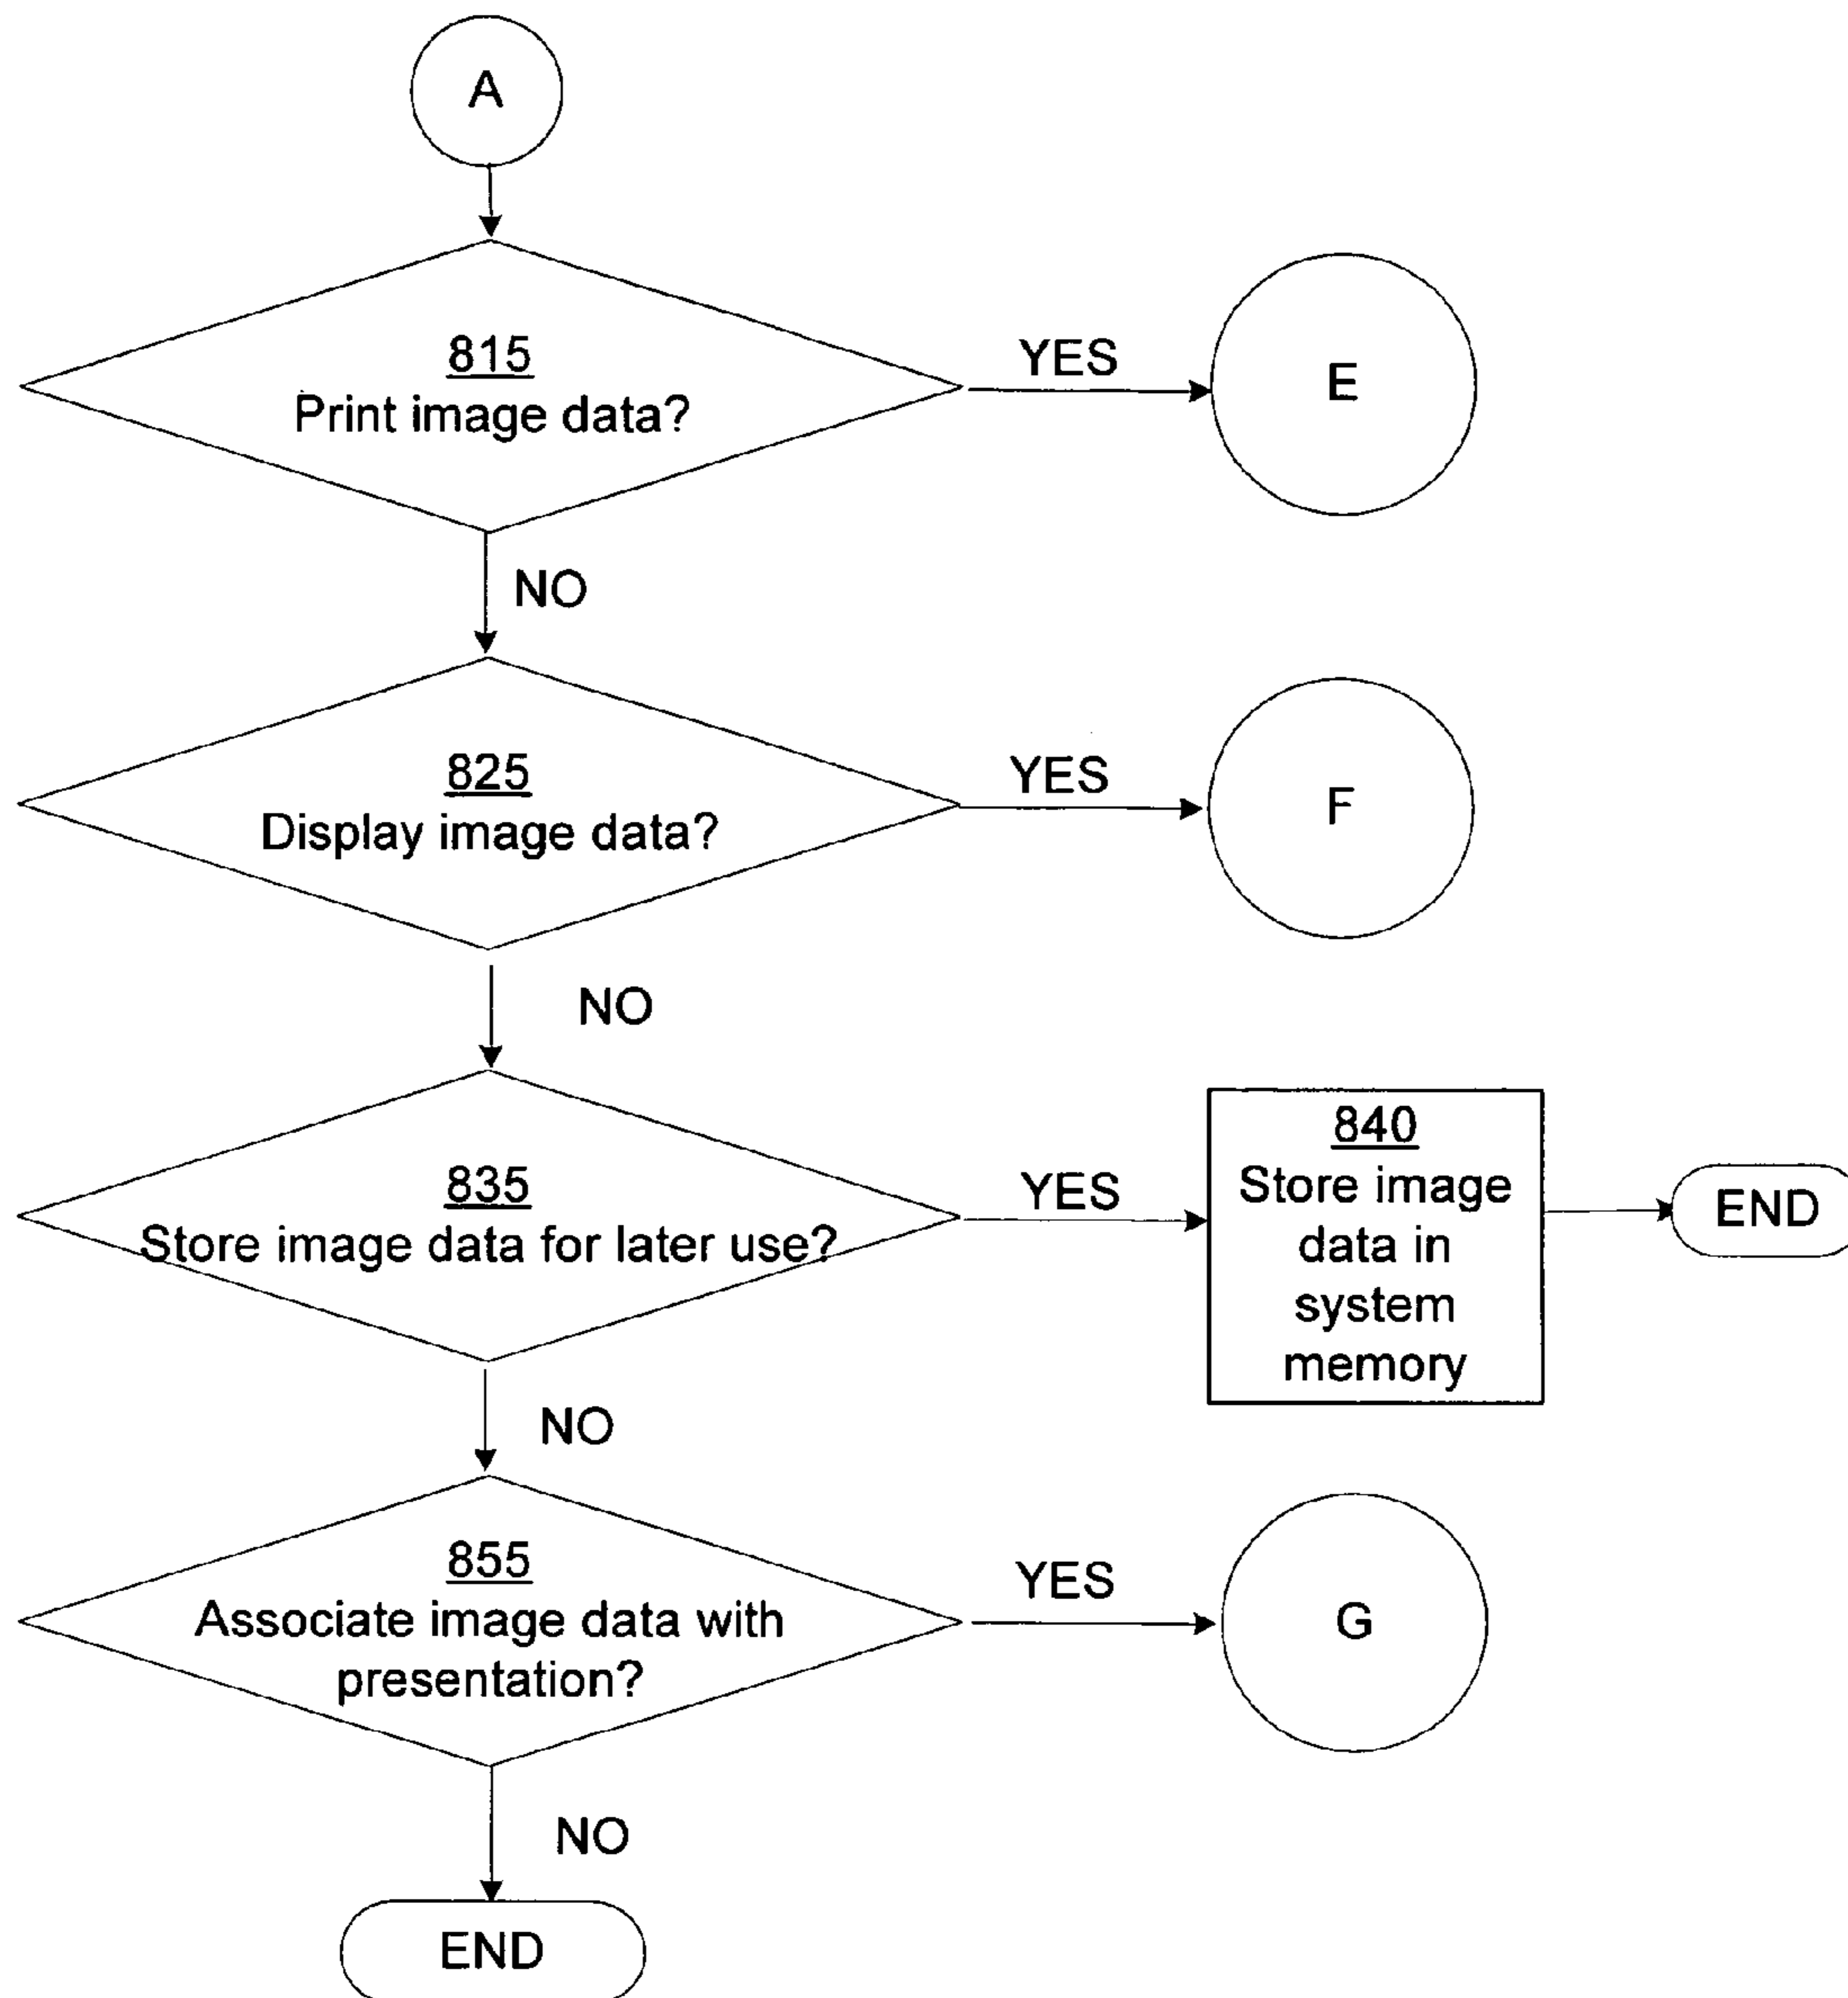 A
815
Print image data?
YES
E
NO
825
Display image data?
YES
F
NO
835
Store image data for later use?
YES
840
Store image
data in
system
memory
END
NO
855
Associate image data with
presentation?
YES
G
NO
END